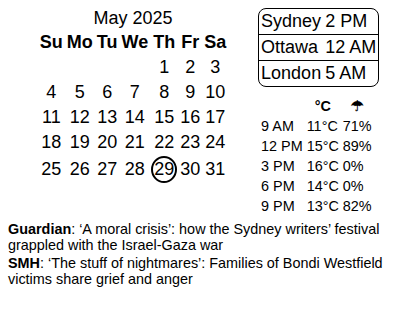 May 2025
Su Mo Tu We Th Fr Sa
1 2 3
4 5 6 7 8 9 10
11 12 13 14 15 16 17
18 19 20 21 22 23 24
25 26 27 28 29 30 31
Sydney 2 PM
Ottawa 12 AM
London 5 AM
°C ☂
9 AM 11°C 71%
12 PM 15°C 89%
3 PM 16°C 0%
6 PM 14°C 0%
9 PM 13°C 82%
Guardian: ‘A moral crisis’: how the Sydney writers’ festival
grappled with the Israel-Gaza war
SMH: ‘The stuff of nightmares’: Families of Bondi Westfield
victims share grief and anger